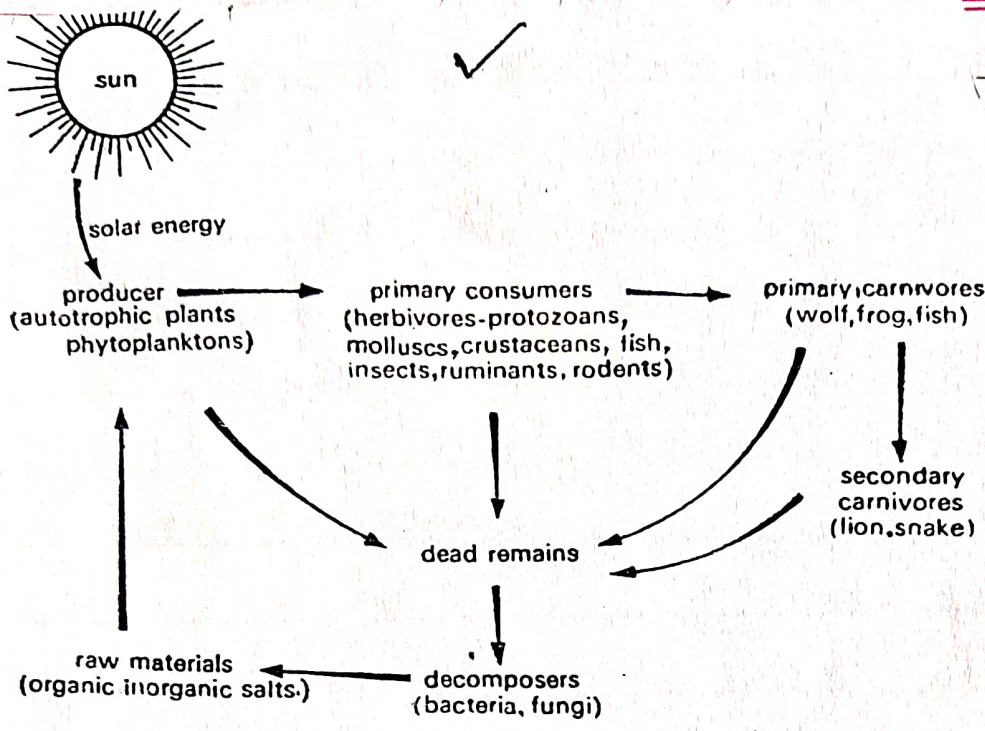 sun
solar energy
producer
(autotrophic plants
phytoplanktons)
primary consumers
(herbivores-protozoans,
molluscs,crustaceans, fish,
insects,ruminants, rodents)
primary,carnivores
(wolf,frog,fish)
secondary
carnivores
(lion,snake)
dead remains
raw materials
(organic inorganic salts.)
decomposers
(bacteria, fungi)